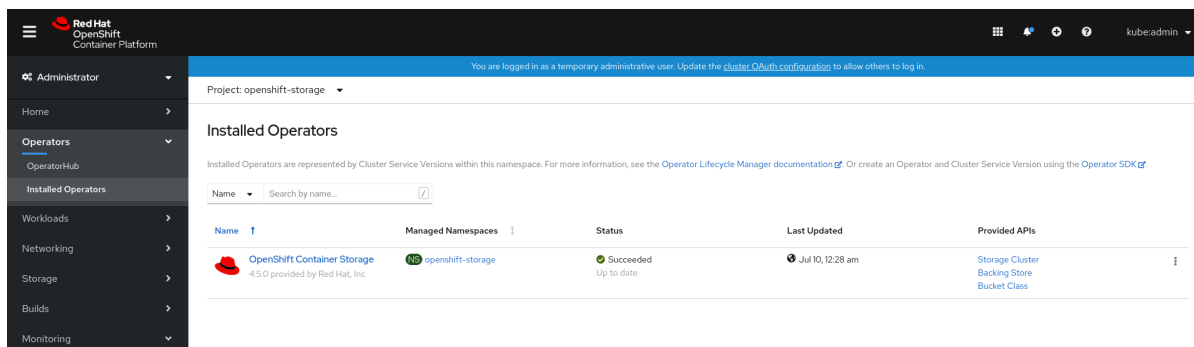 Red Hat
OpenShift
Container Platform
kube:admin
Administrator
You are logged in as a temporary administrative user. Update the cluster OAuth configuration to allow others to log in.
Project: openshift-storage
Home
Operators
OperatorHub
Installed Operators
Workloads
Networking
Storage
Builds
Monitoring
Installed Operators
Installed Operators are represented by Cluster Service Versions within this namespace. For more information, see the Operator Lifecycle Manager documentation. Or create an Operator and Cluster Service Version using the Operator SDK.
Name Search by name... /
Name Managed Namespaces Status Last Updated Provided APIs
OpenShift Container Storage NS openshift-storage Succeeded Jul 10, 12:28 am Storage Cluster
4.5.0 provided by Red Hat, Inc Up to date Backing Store
Bucket Class